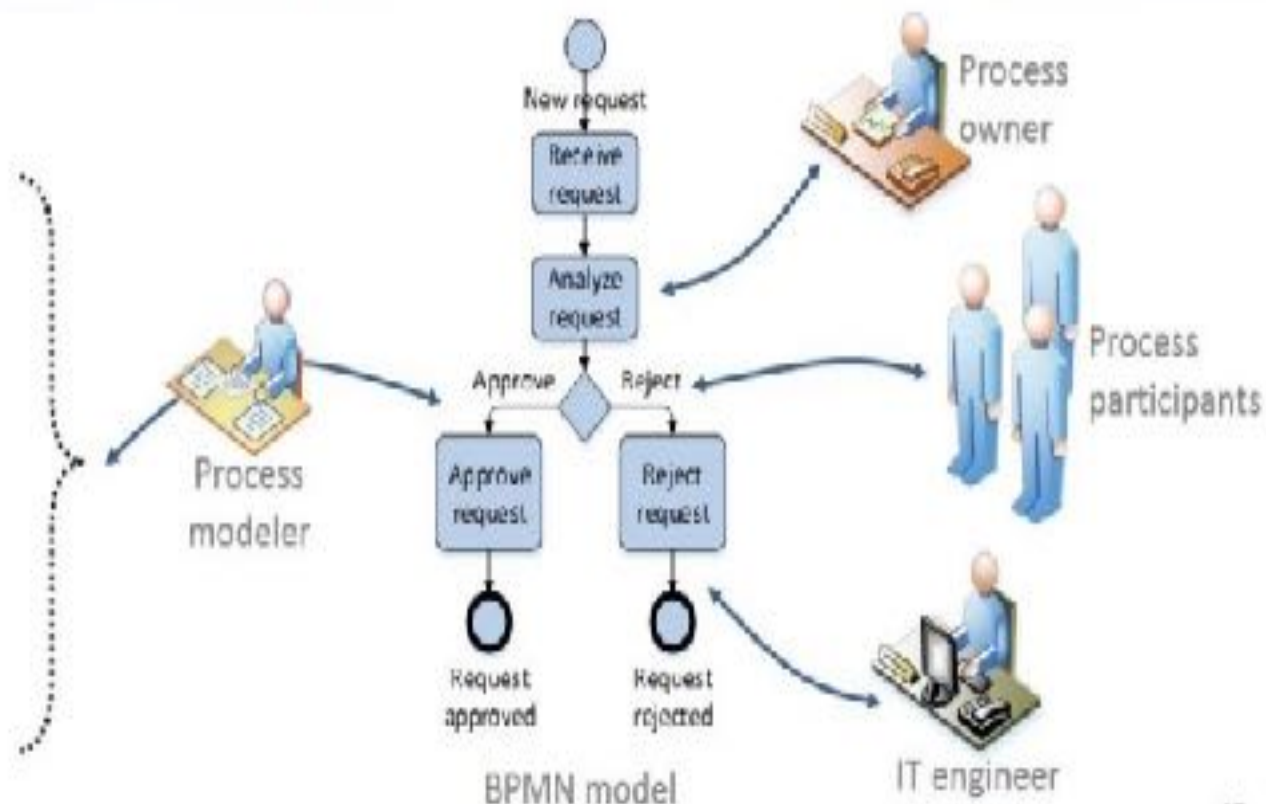 New request
Receive
request
Analyze
request
Approve
Reject
Approve
request
Reject
request
Request
approved
Request
rejected
BPMN model
Process
modeler
Process
owner
Process
participants
IT engineer